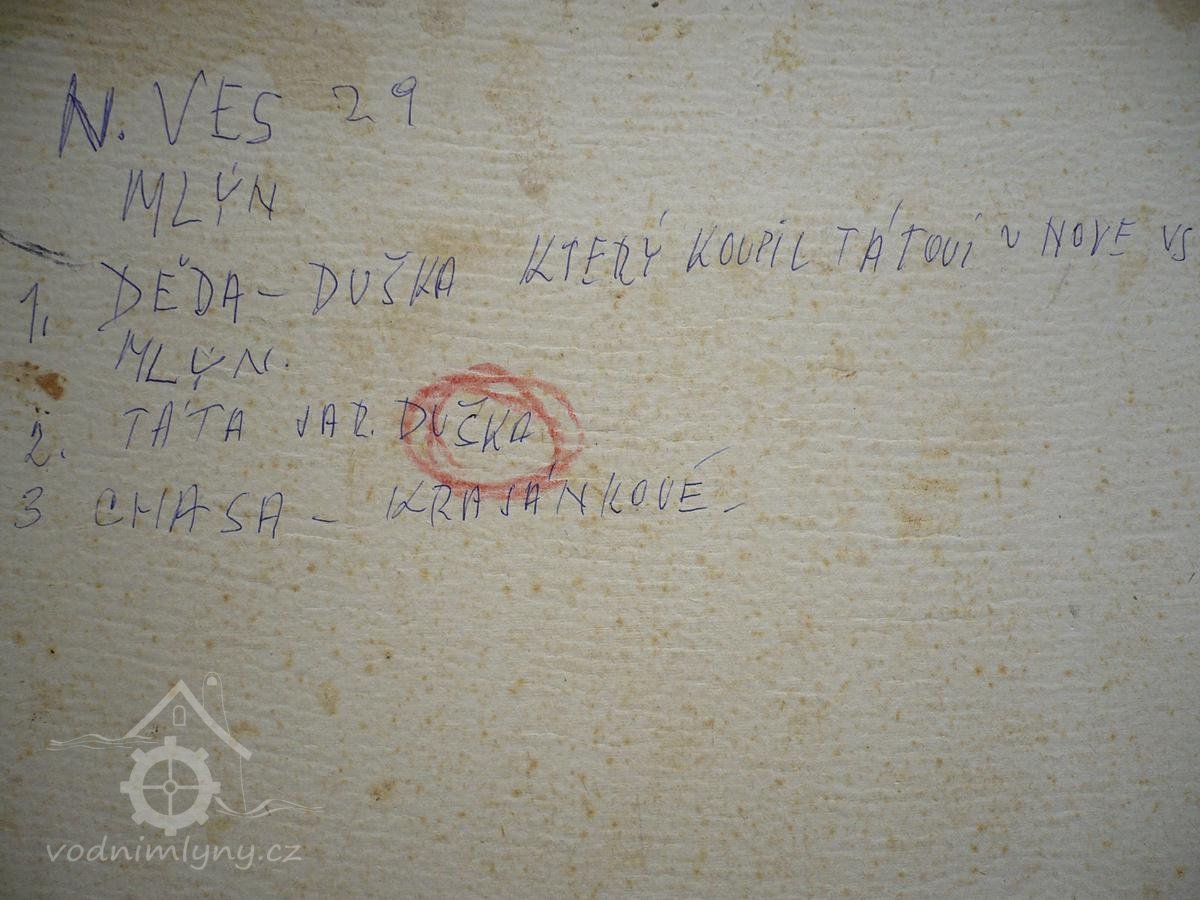 N. VES 29
MLÝN
1. DĚDA - DUŠKA KTERÝ KOUPIL TÁTOVI V NOVE VS
MLÝN.
2. TÁTA JAR. DUŠKA
3 CHASA - KRAJÁNKOVÉ -
vodnimlyny.cz